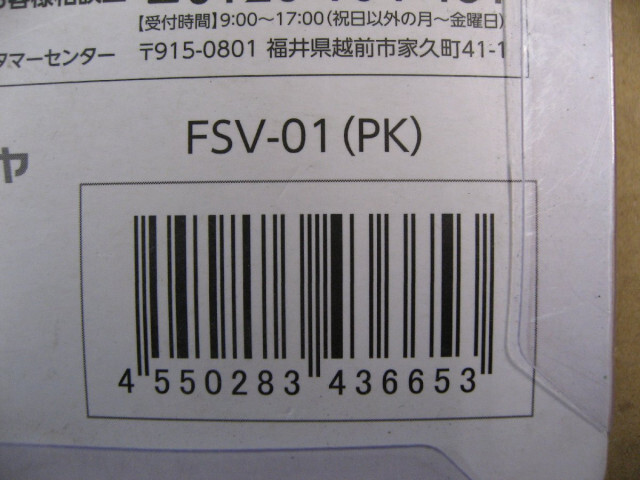 【受付時間】9:00〜17:00(祝日以外の月〜金曜日)
タマーセンター 〒915-0801 福井県越前市家久町41-1
FSV-01(PK)
ヤ
4 550283 436653